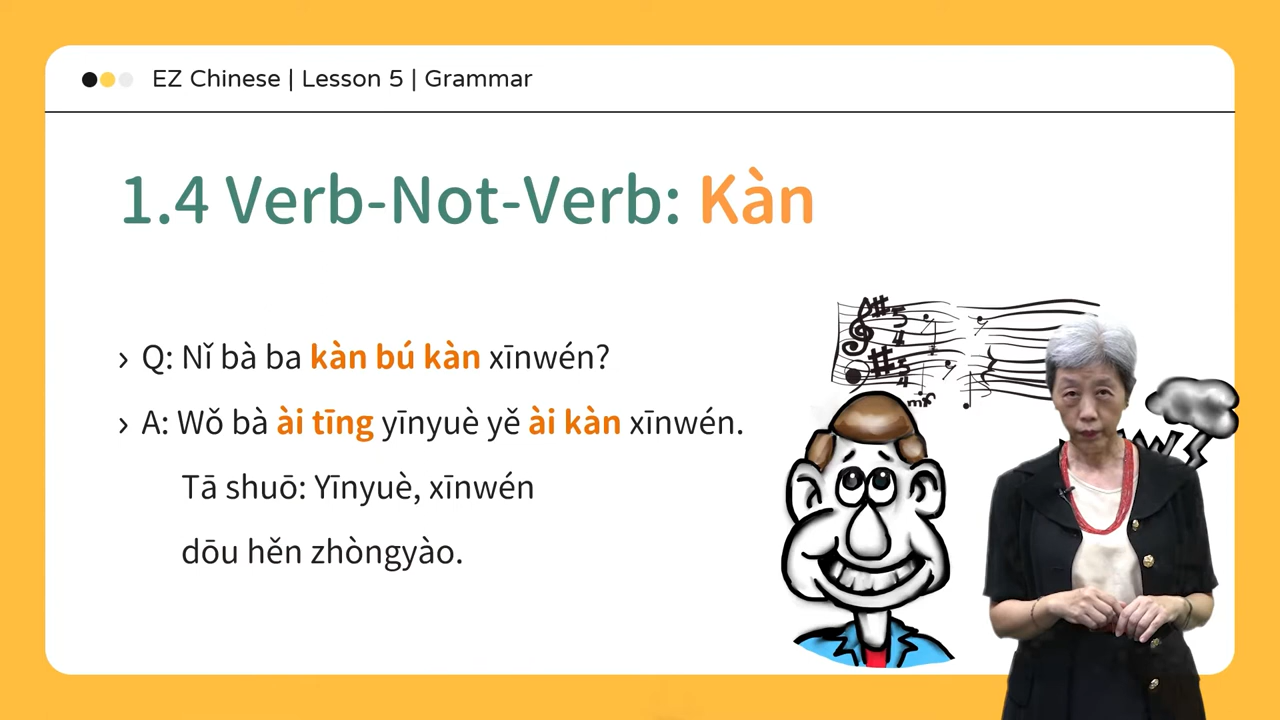 EZ Chinese | Lesson 5 | Grammar
1.4 Verb-Not-Verb: Kàn
› Q: Nǐ bà ba kàn bú kàn xīnwén?
› A: Wǒ bà ài tīng yīnyuè yě ài kàn xīnwén.
Tā shuō: Yīnyuè, xīnwén
dōu hěn zhòngyào.